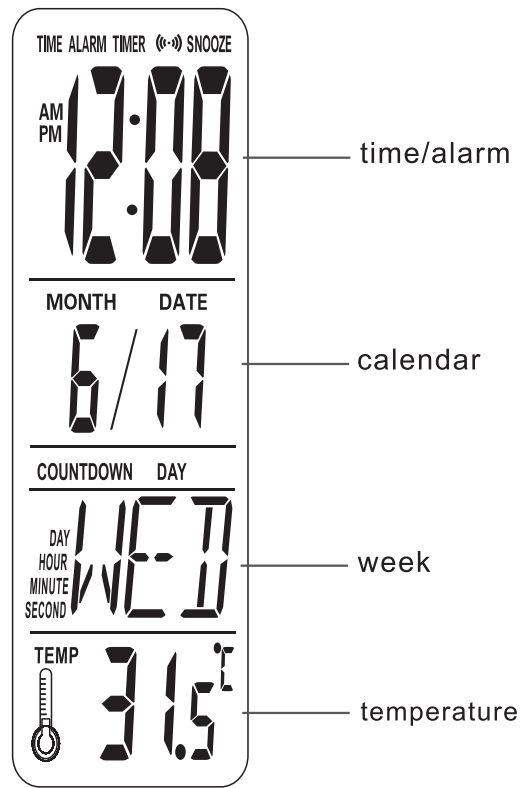 TIME ALARM TIMER ((·-·)) SNOOZE
AM
PM
12:08
time/alarm
MONTH DATE
6/17
calendar
COUNTDOWN DAY
DAY
HOUR
MINUTE
SECOND
WED
week
TEMP
31.5℃
temperature